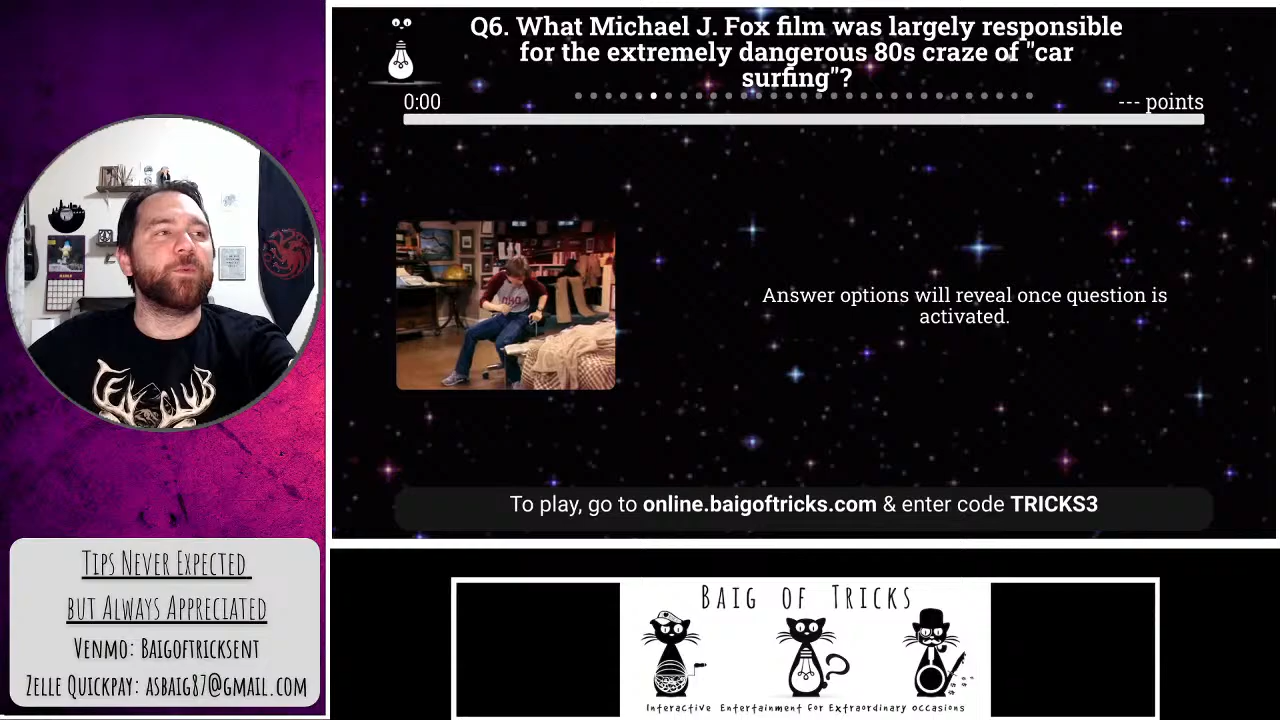 Q6. What Michael J. Fox film was largely responsible
for the extremely dangerous 80s craze of "car
surfing"?
0:00
--- points
Answer options will reveal once question is
activated.
To play, go to online.baigoftricks.com & enter code TRICKS3
TEN CLUB
Tips Never Expected
but Always Appreciated
Venmo: Baigoftricksent
Zelle Quickpay: asbaig87@gmail.com
Baig of Tricks
Interactive Entertainment for Extraordinary Occasions